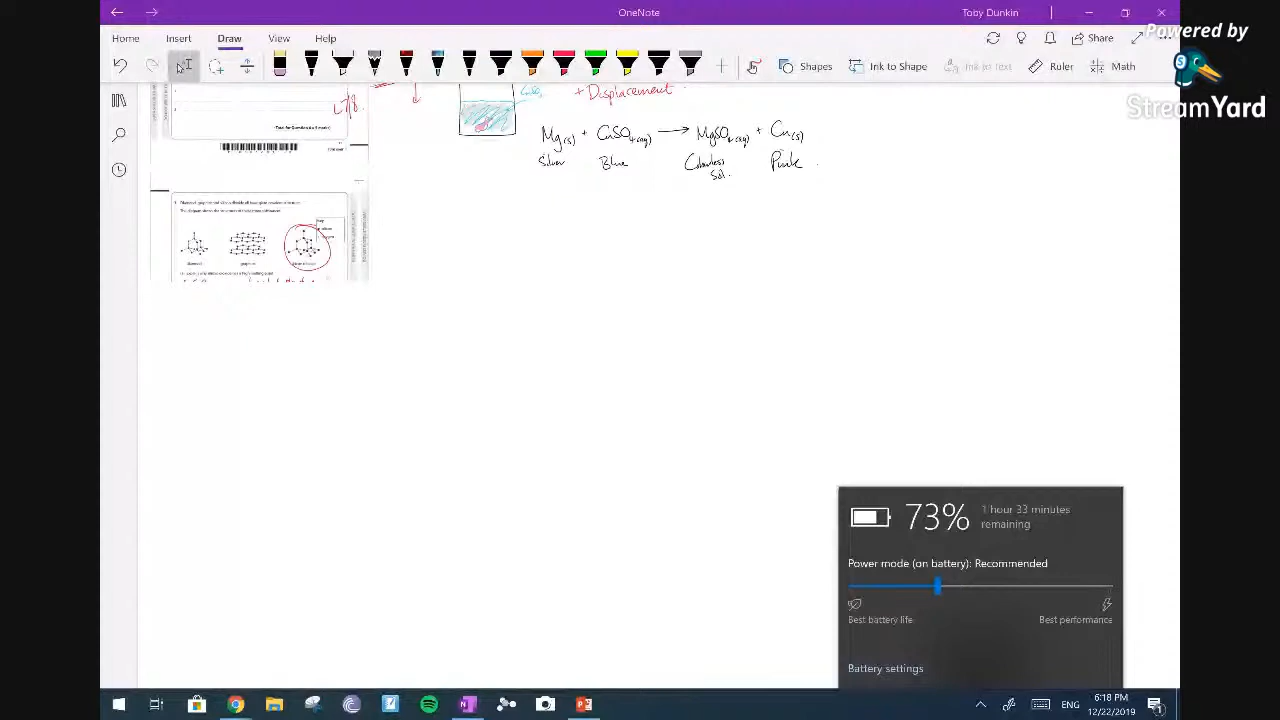 OneNote
Toby Dunkin
Powered by
StreamYard
Home Insert Draw View Help
Share
Shapes Ink to Shape Ink to Text Ruler Math
CuSO4
+ Displacement
Mg(s) + CuSO4(aq) → MgSO4(aq) + Cu(s)
Silver Blue Colourless Pink
sol.
diamond graphite
73%
1 hour 33 minutes
remaining
Power mode (on battery): Recommended
Best battery life Best performance
Battery settings
ENG
6:18 PM
12/22/2019